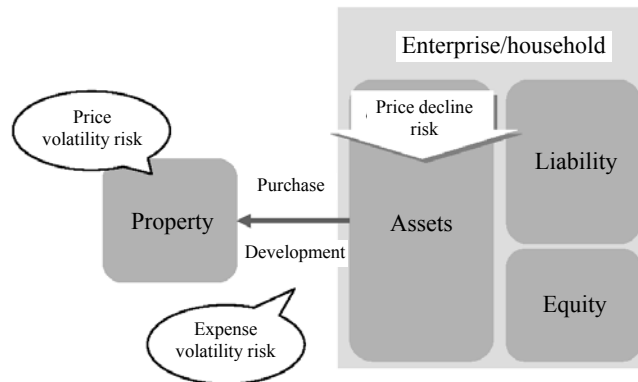 Enterprise/household
Price
volatility risk
Price decline
risk
Purchase
Property
Development
Assets
Liability
Equity
Expense
volatility risk